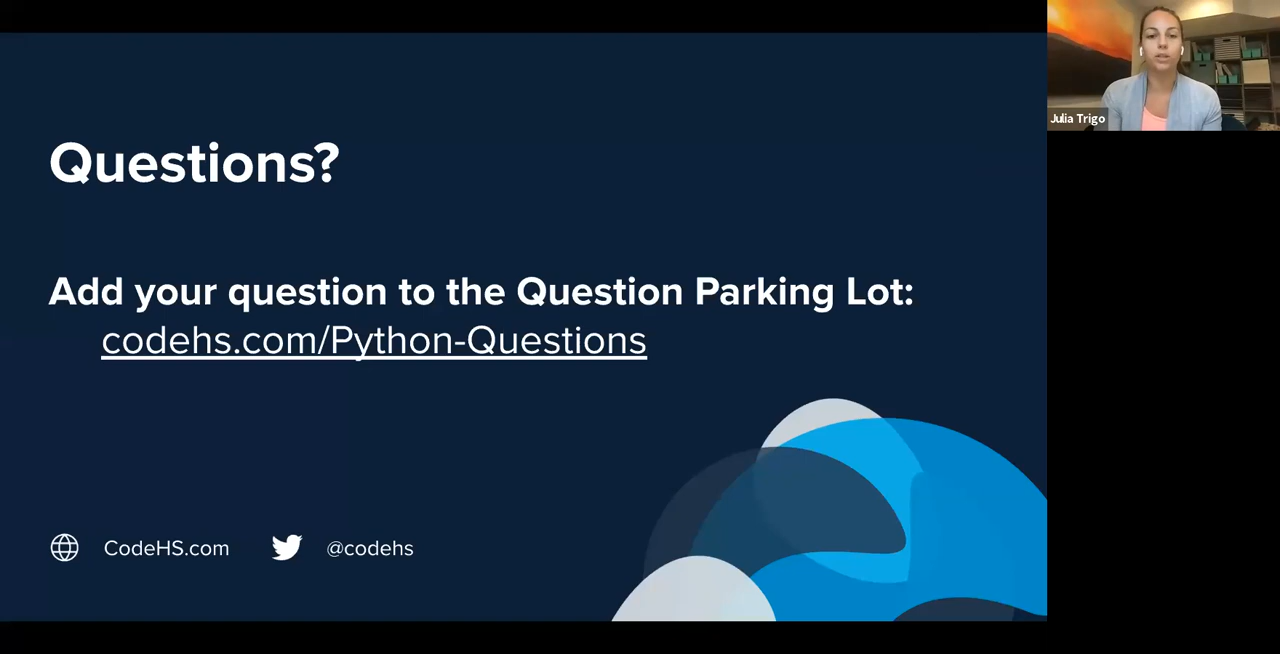 Questions?
Add your question to the Question Parking Lot:
codehs.com/Python-Questions
CodeHS.com
@codehs
Julia Trigo